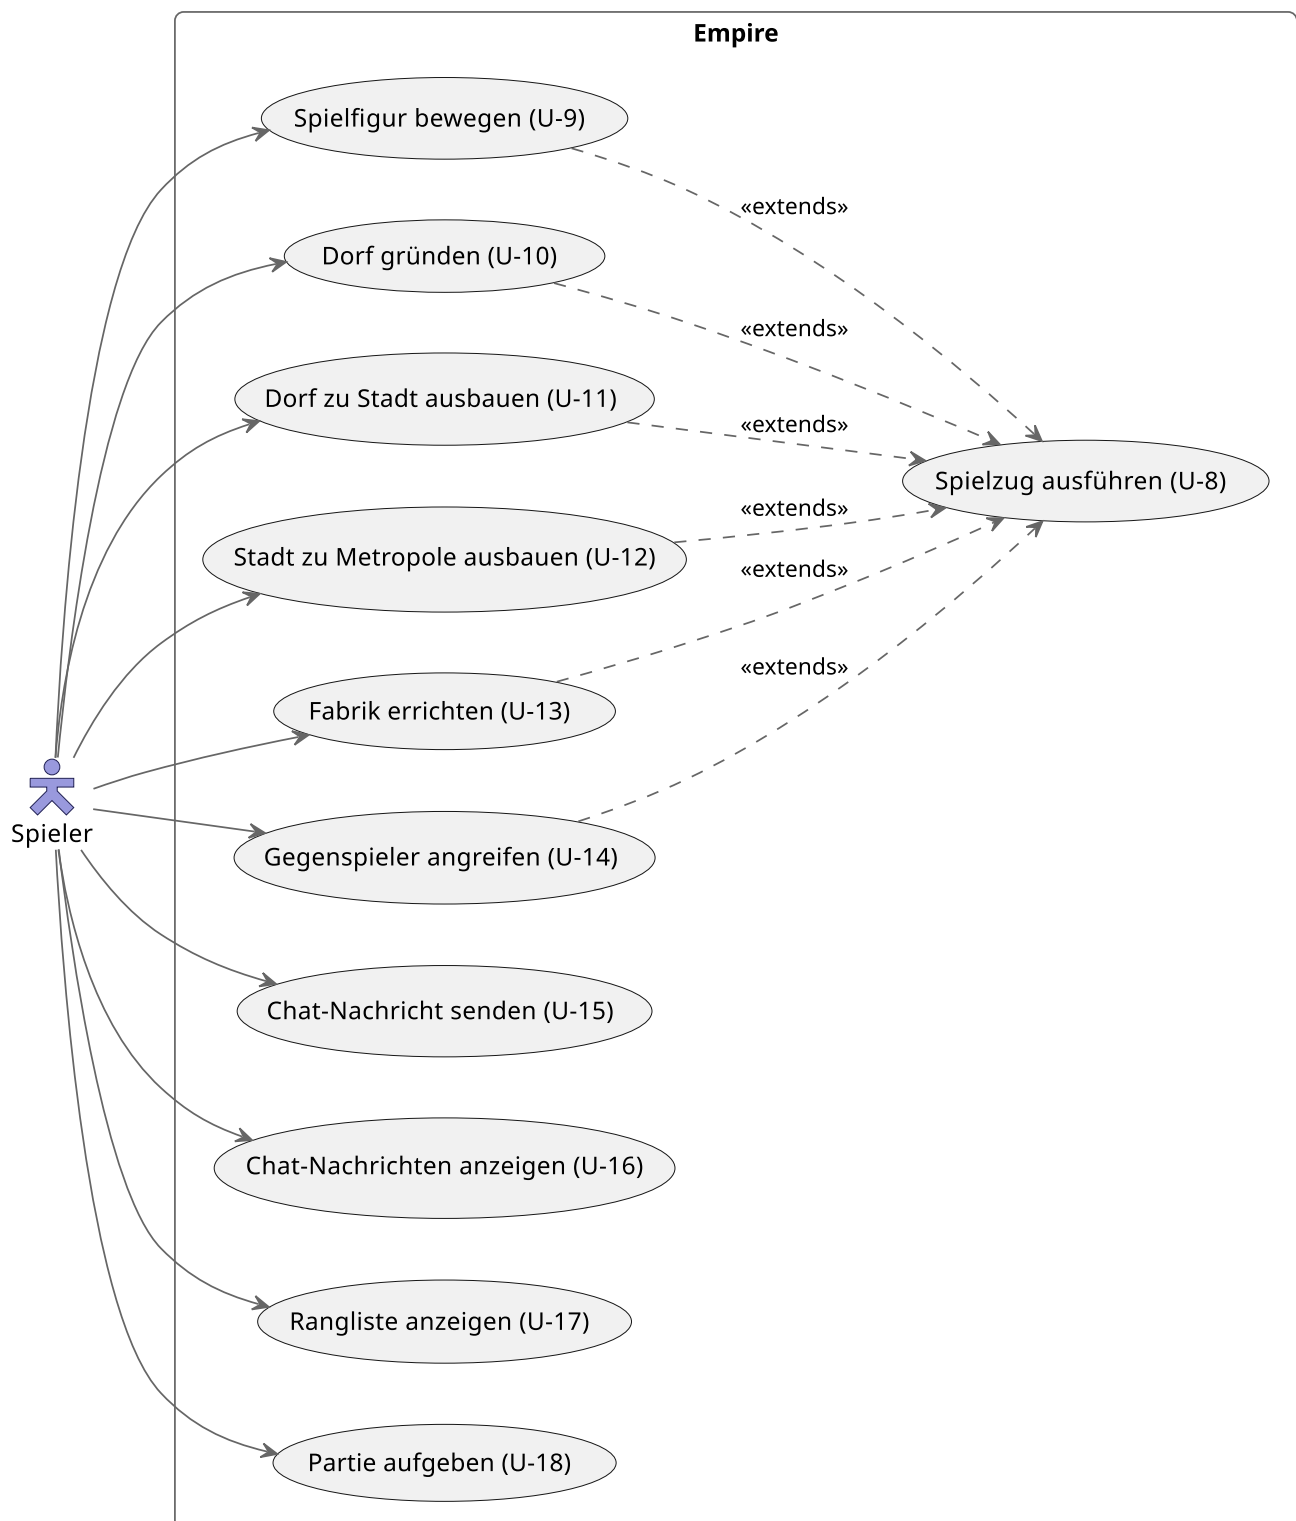 Empire
Spielfigur bewegen (U-9)
«extends»
Dorf gründen (U-10)
«extends»
Dorf zu Stadt ausbauen (U-11)
«extends»
Spielzug ausführen (U-8)
«extends»
Stadt zu Metropole ausbauen (U-12)
«extends»
«extends»
Fabrik errichten (U-13)
Spieler
Gegenspieler angreifen (U-14)
Chat-Nachricht senden (U-15)
Chat-Nachrichten anzeigen (U-16)
Rangliste anzeigen (U-17)
Partie aufgeben (U-18)